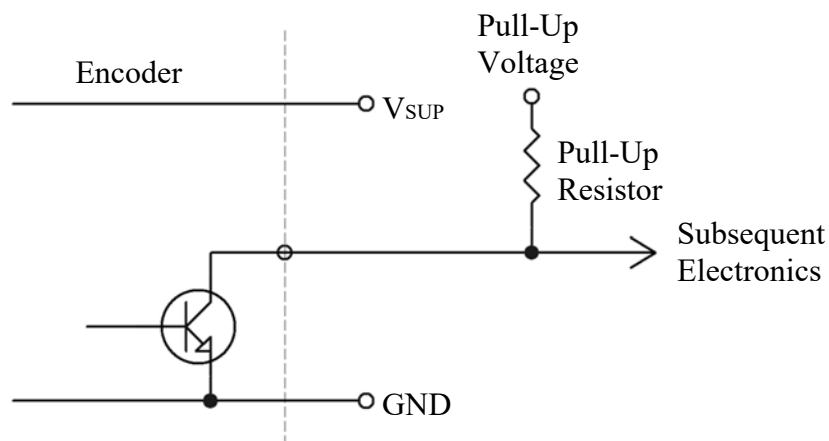 Pull-Up
Voltage
Encoder
VSUP
Pull-Up
Resistor
Subsequent
Electronics
GND